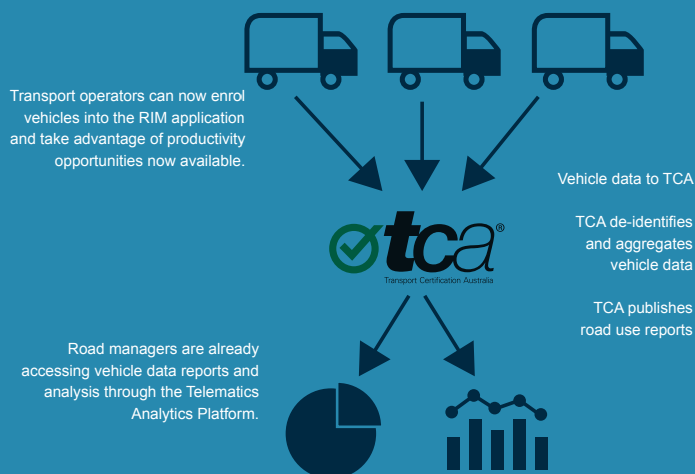 Transport operators can now enrol
vehicles into the RIM application
and take advantage of productivity
opportunities now available.
Vehicle data to TCA
TCA de-identifies
and aggregates
vehicle data
TCA publishes
road use reports
tca®
Transport Certification Australia
Road managers are already
accessing vehicle data reports and
analysis through the Telematics
Analytics Platform.